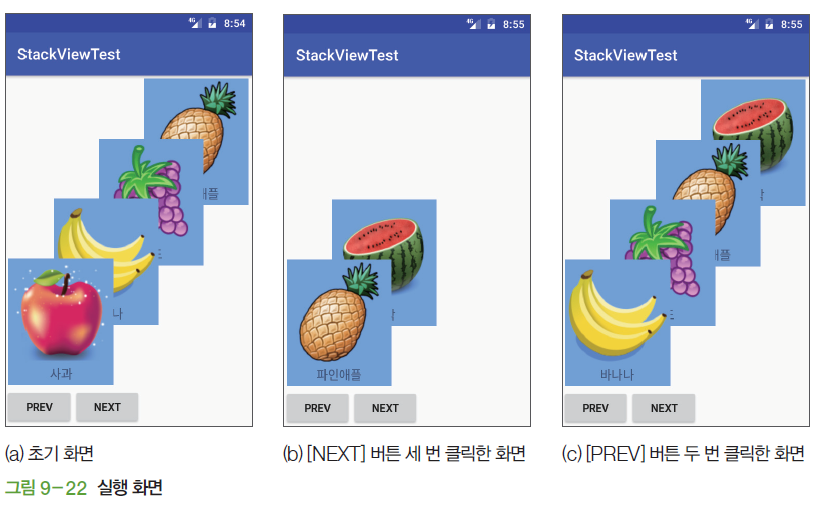 4G 8:54
StackViewTest
애플
나
사과
PREV NEXT
(a) 초기 화면
4G 8:55
StackViewTest
파인애플
PREV NEXT
(b) [NEXT] 버튼 세 번 클릭한 화면
4G 8:55
StackViewTest
애플
바나나
PREV NEXT
(c) [PREV] 버튼 두 번 클릭한 화면
그림 9-22 실행 화면